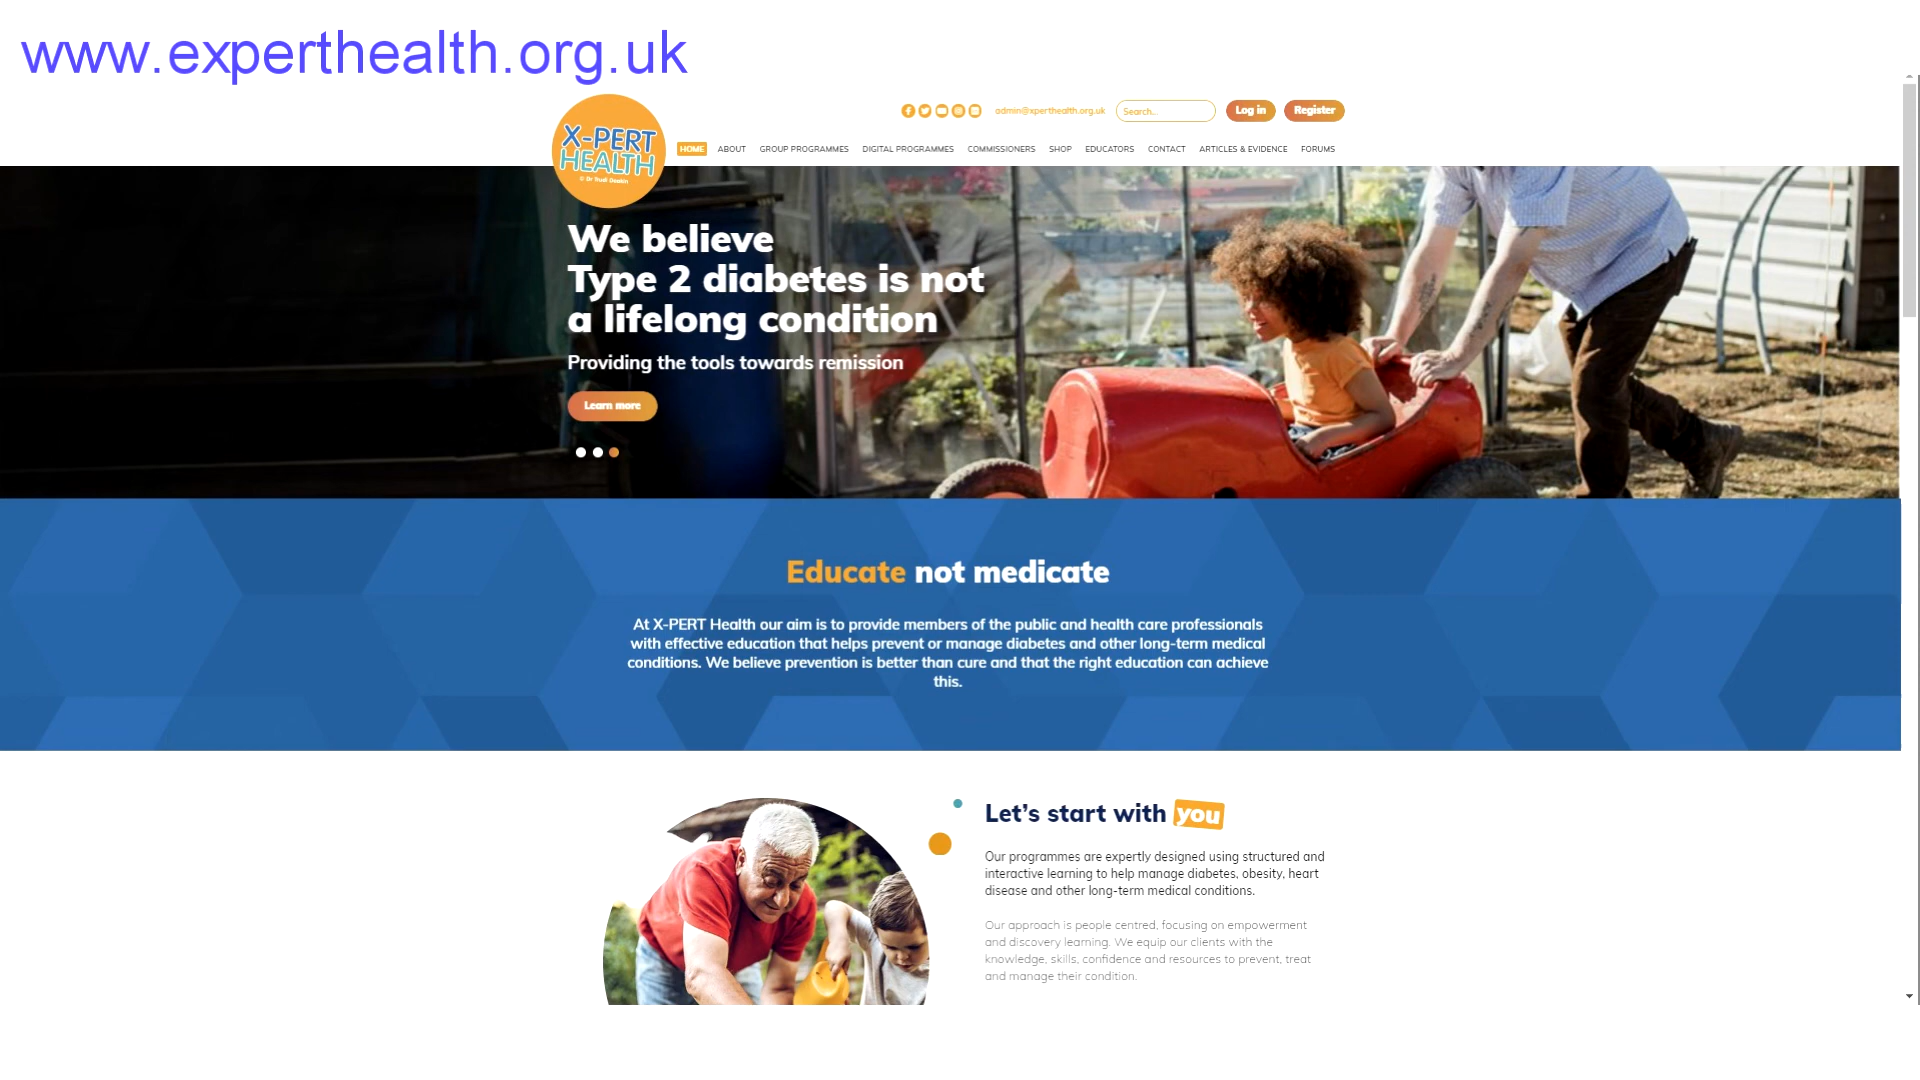 www.experthealth.org.uk
admin@xperthealth.org.uk
Search...
Log in
Register
X-PERT
HEALTH
© Dr Trudi Deakin
HOME
ABOUT
GROUP PROGRAMMES
DIGITAL PROGRAMMES
COMMISSIONERS
SHOP
EDUCATORS
CONTACT
ARTICLES & EVIDENCE
FORUMS
We believe
Type 2 diabetes is not
a lifelong condition
Providing the tools towards remission
Learn more
Educate not medicate
At X-PERT Health our aim is to provide members of the public and health care professionals
with effective education that helps prevent or manage diabetes and other long-term medical
conditions. We believe prevention is better than cure and that the right education can achieve
this.
Let's start with you
Our programmes are expertly designed using structured and
interactive learning to help manage diabetes, obesity, heart
disease and other long-term medical conditions.
Our approach is people centred, focusing on empowerment
and discovery learning. We equip our clients with the
knowledge, skills, confidence and resources to prevent, treat
and manage their condition.